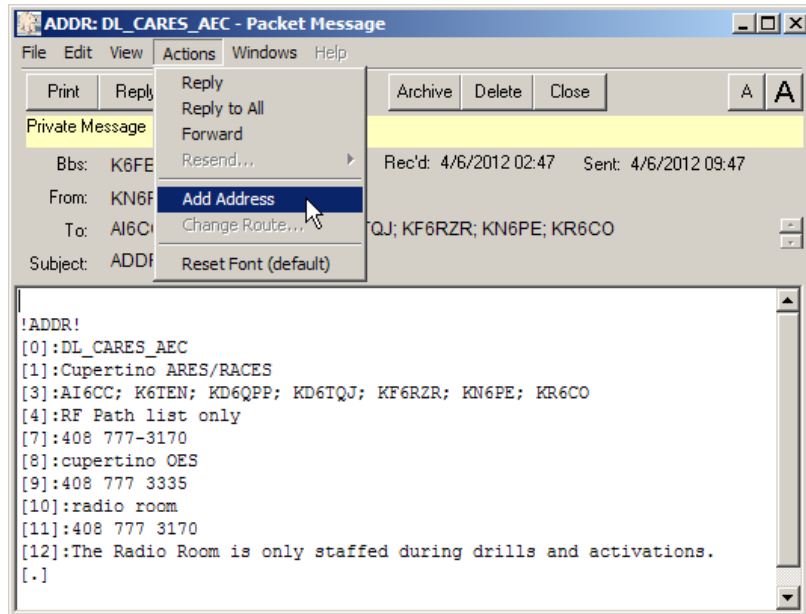 ADDR: DL_CARES_AEC - Packet Message
File Edit View Actions Windows Help
Print Reply Archive Delete Close A A
Private Message
Bbs: K6FE Rec'd: 4/6/2012 02:47 Sent: 4/6/2012 09:47
From:
To: QJ; KF6RZR; KN6PE; KR6CO
Subject: ADDR
Reply
Reply to All
Forward
Resend...
Add Address
Change Route...
Reset Font (default)
!ADDR!
[0]:DL_CARES_AEC
[1]:Cupertino ARES/RACES
[3]:AI6CC; K6TEN; KD6QPP; KD6TQJ; KF6RZR; KN6PE; KR6CO
[4]:RF Path list only
[7]:408 777-3170
[8]:cupertino OES
[9]:408 777 3335
[10]:radio room
[11]:408 777 3170
[12]:The Radio Room is only staffed during drills and activations.
[.]